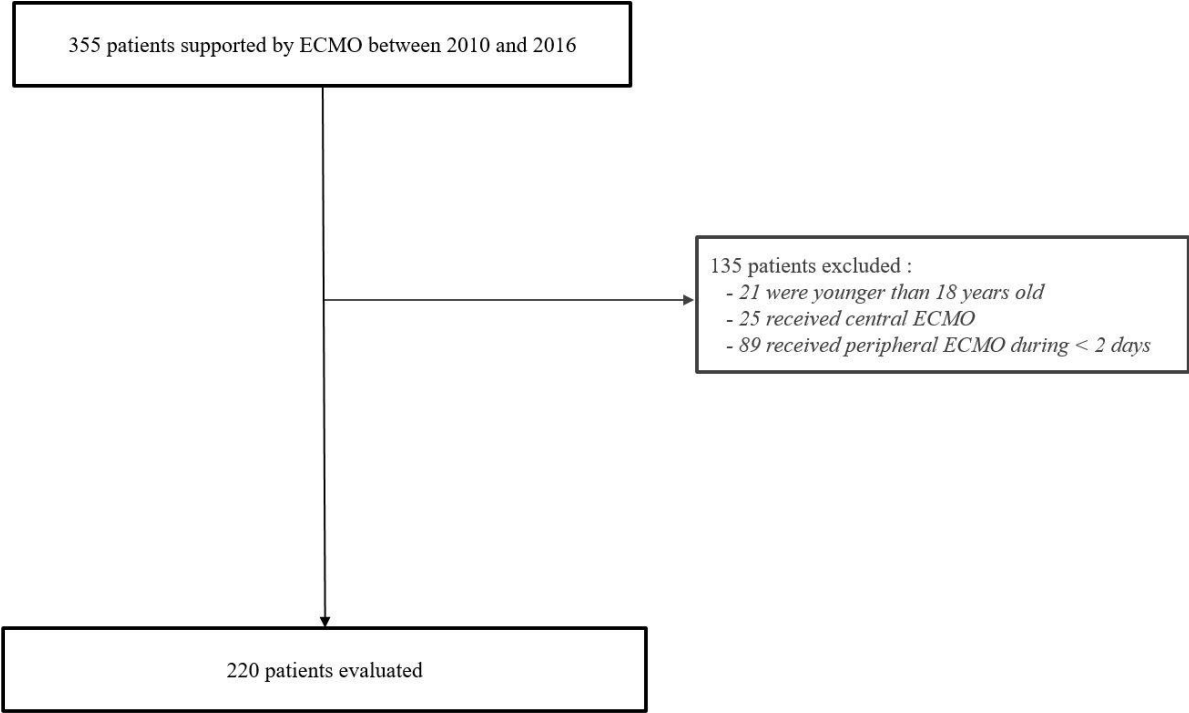 355 patients supported by ECMO between 2010 and 2016
135 patients excluded :
- 21 were younger than 18 years old
- 25 received central ECMO
- 89 received peripheral ECMO during < 2 days
220 patients evaluated